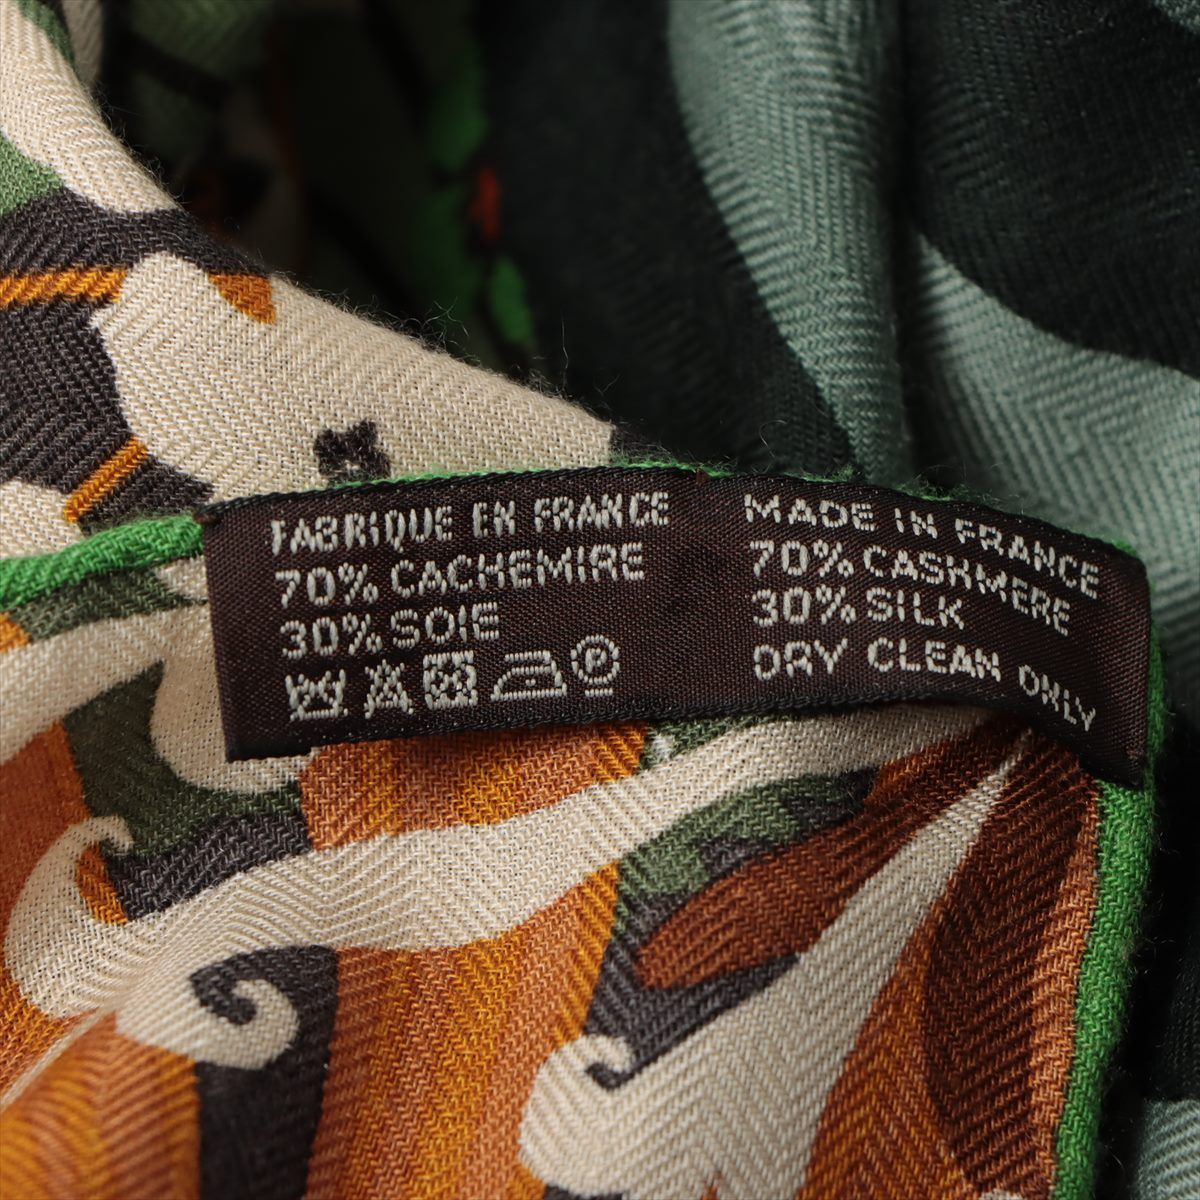 FABRIQUE EN FRANCE
70% CACHEMIRE
30% SOIE
P
MADE IN FRANCE
70% CASHMERE
30% SILK
DRY CLEAN ONLY